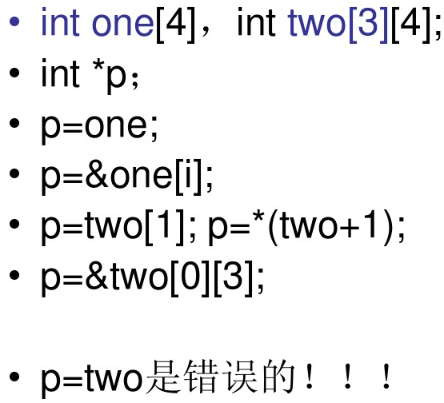 • int one[4]，int two[3][4];
• int *p；
• p=one;
• p=&one[i];
• p=two[1]; p=*(two+1);
• p=&two[0][3];
• p=two是错误的！！！